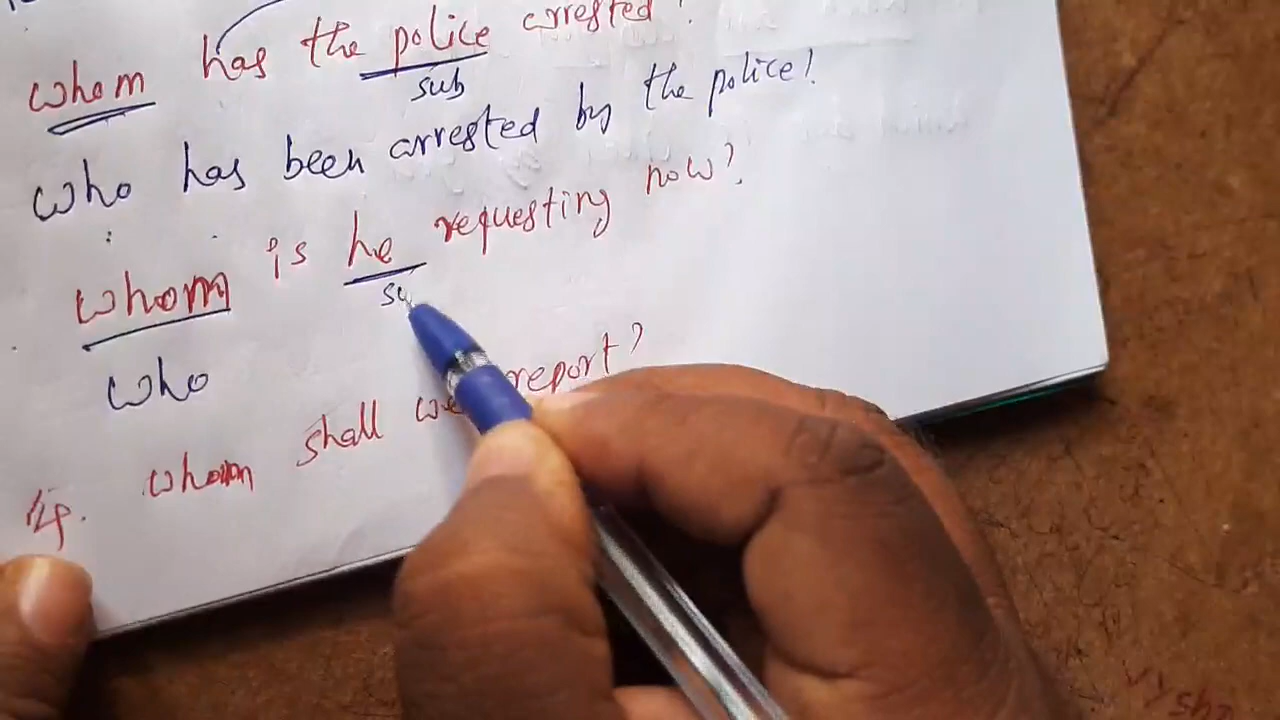 whom has the police arrested?
sub
who has been arrested by the police!
whom is he requesting now?
su
who
4. whom shall we report?